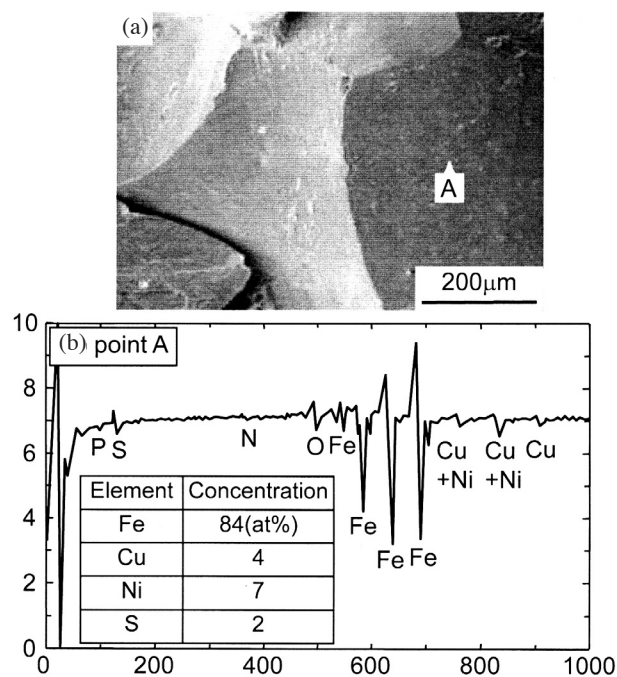 (a)
A
200μm
10
8
6
4
2
0
(b) point A
P S N O Fe Fe Fe Fe Cu +Ni Cu +Ni Cu
Element Concentration
Fe 84(at%)
Cu 4
Ni 7
S 2
0 200 400 600 800 1000